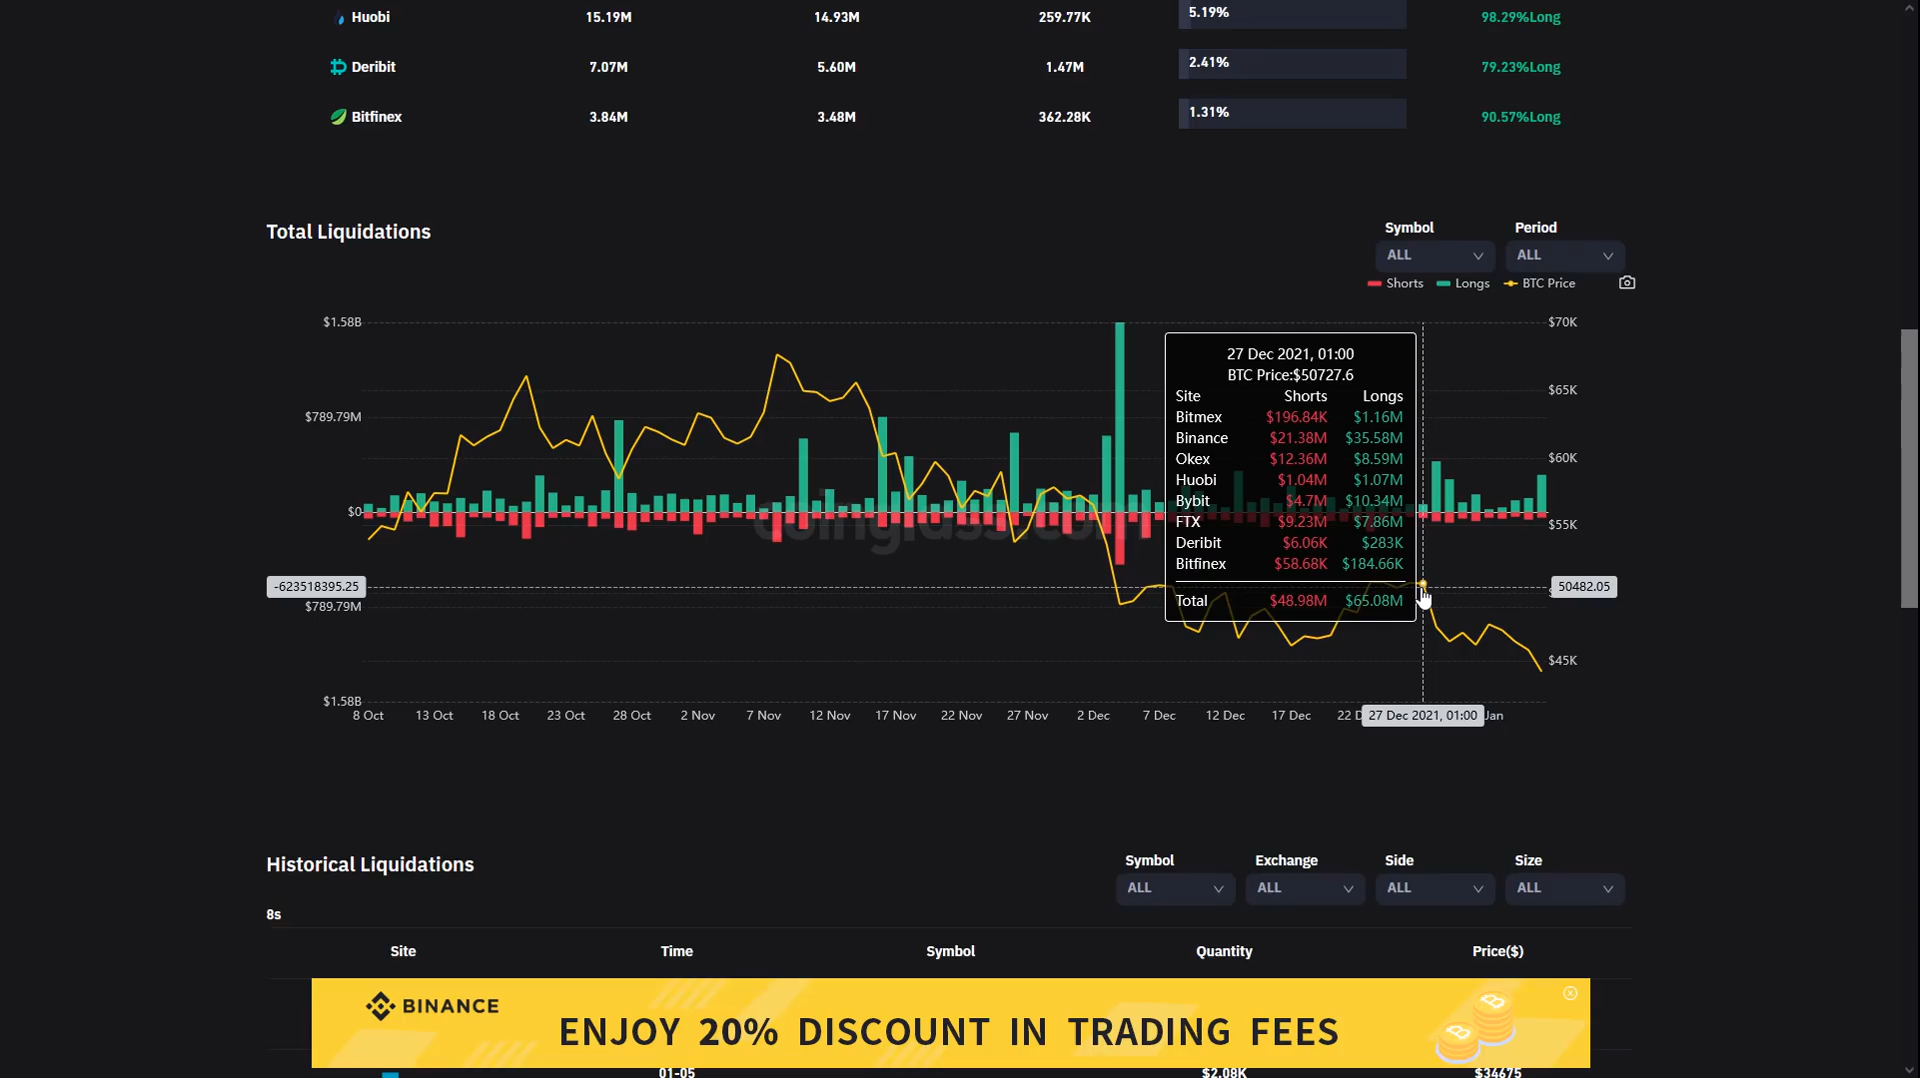 Huobi 15.19M 14.93M 259.77K 5.19% 98.29%Long
Deribit 7.07M 5.60M 1.47M 2.41% 79.23%Long
Bitfinex 3.84M 3.48M 362.28K 1.31% 90.57%Long
Total Liquidations
Symbol Period
ALL ALL
Shorts Longs BTC Price
$1.58B $70K
$65K
$789.79M
$60K
$0
$55K
-623518395.25 50482.05
$789.79M
$45K
$1.58B
27 Dec 2021, 01:00
BTC Price:$50727.6
Site Shorts Longs
Bitmex $196.84K $1.16M
Binance $21.38M $35.58M
Okex $12.36M $8.59M
Huobi $1.04M $1.07M
Bybit $4.7M $10.34M
FTX $9.23M $7.86M
Deribit $6.06K $283K
Bitfinex $58.68K $184.66K
Total $48.98M $65.08M
8 Oct 13 Oct 18 Oct 23 Oct 28 Oct 2 Nov 7 Nov 12 Nov 17 Nov 22 Nov 27 Nov 2 Dec 7 Dec 12 Dec 17 Dec 22 D 27 Dec 2021, 01:00 Jan
Historical Liquidations
Symbol Exchange Side Size
ALL ALL ALL ALL
8s
Site Time Symbol Quantity Price($)
BINANCE
ENJOY 20% DISCOUNT IN TRADING FEES
01-05 $2.08K $34675